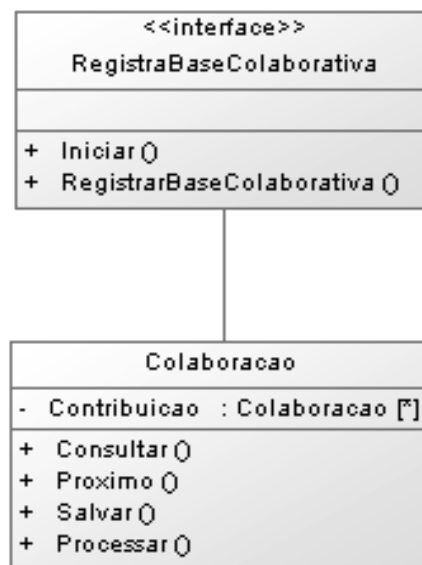 <<interface>>
RegistraBaseColaborativa
+ Iniciar ()
+ RegistrarBaseColaborativa ()
Colaboracao
- Contribuicao : Colaboracao [*]
+ Consultar ()
+ Proximo ()
+ Salvar ()
+ Processar ()